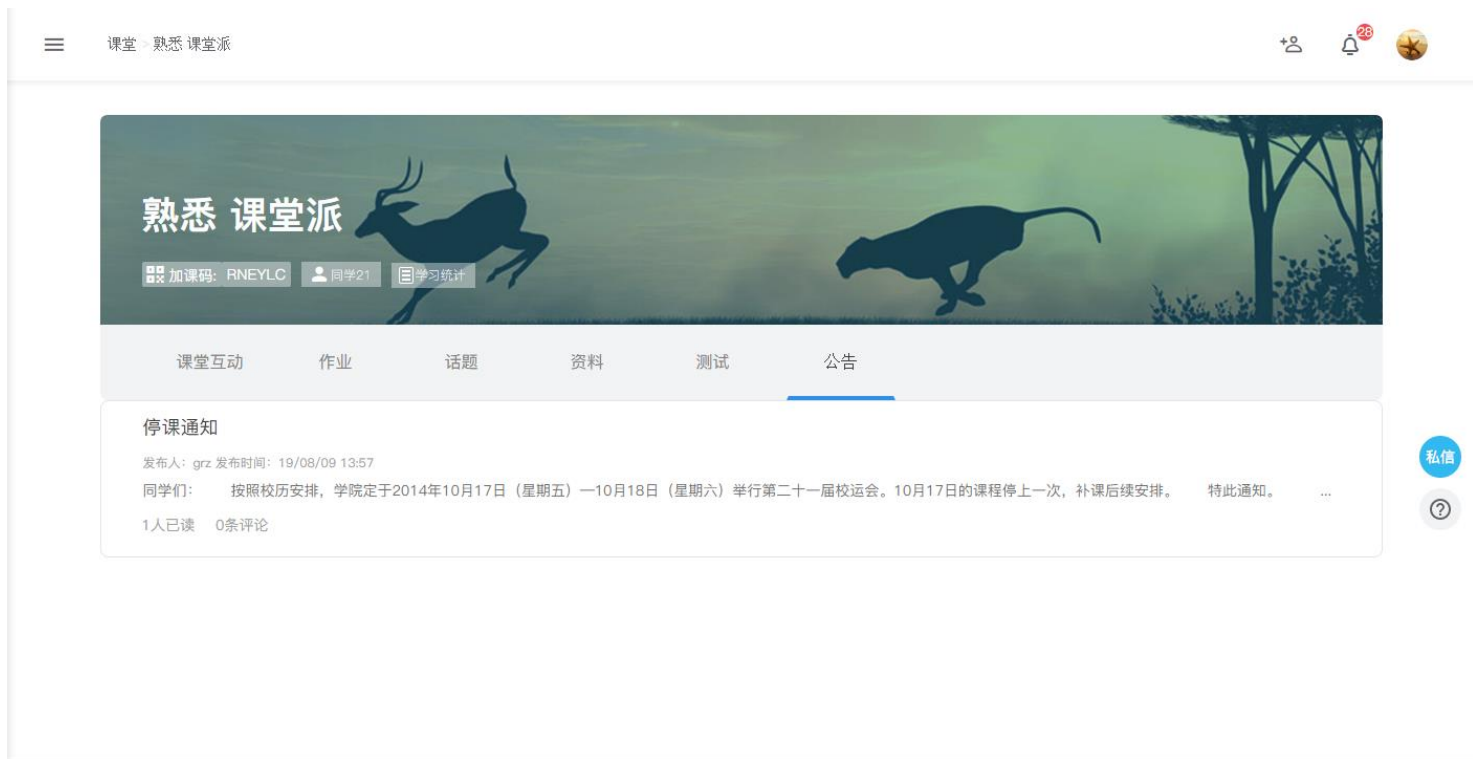 课堂 > 熟悉 课堂派
28
熟悉 课堂派
加课码: RNEYLC 同学21 学习统计
课堂互动 作业 话题 资料 测试 公告
停课通知
发布人: grz 发布时间: 19/08/09 13:57
同学们: 按照校历安排，学院定于2014年10月17日（星期五）—10月18日（星期六）举行第二十一届校运会。10月17日的课程停上一次，补课后续安排。 特此通知。 ...
1人已读 0条评论
私信